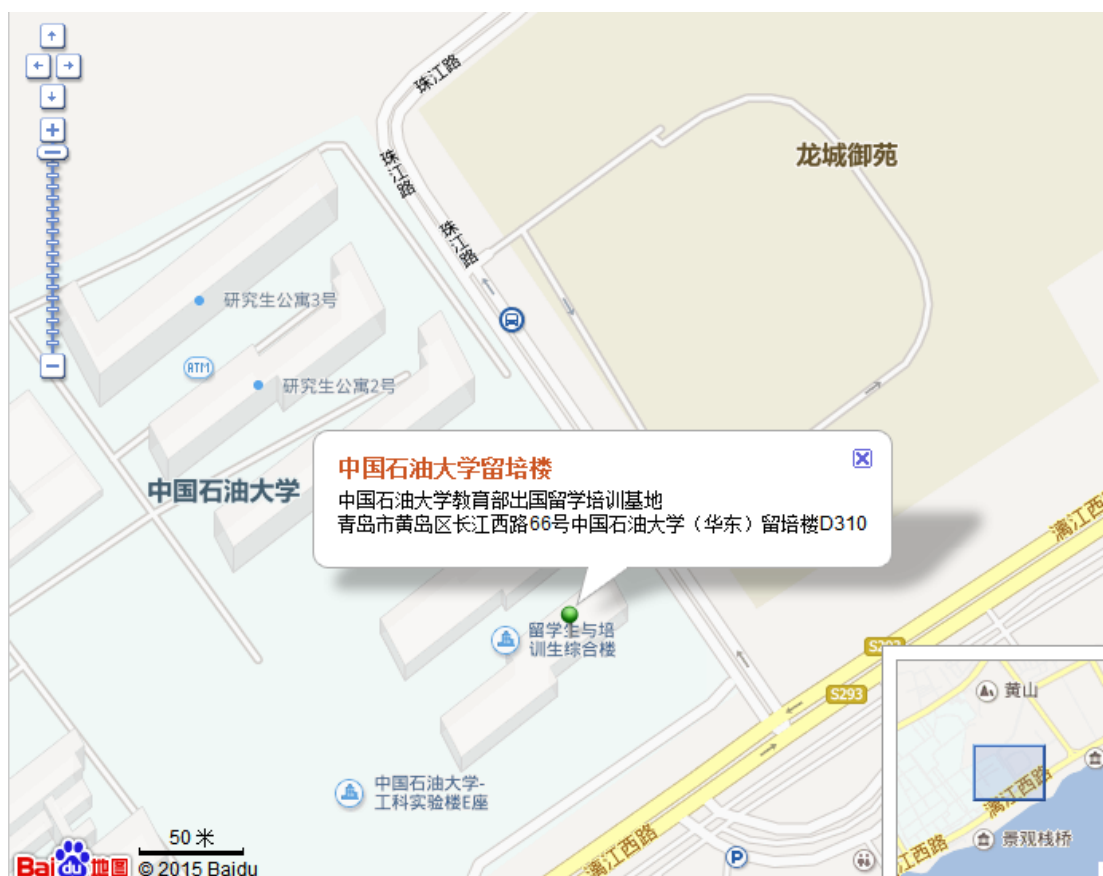 珠江路
龙城御苑
珠江路
珠江路
研究生公寓3号
ATM
研究生公寓2号
中国石油大学
中国石油大学留培楼
中国石油大学教育部出国留学培训基地
青岛市黄岛区长江西路66号中国石油大学（华东）留培楼D310
漓江西
留学生与培
训生综合楼
S293
S293
黄山
中国石油大学-
工科实验楼E座
漓江西路
50 米
漓江西路
P
江西路
景观栈桥
Bai du 地图
© 2015 Baidu